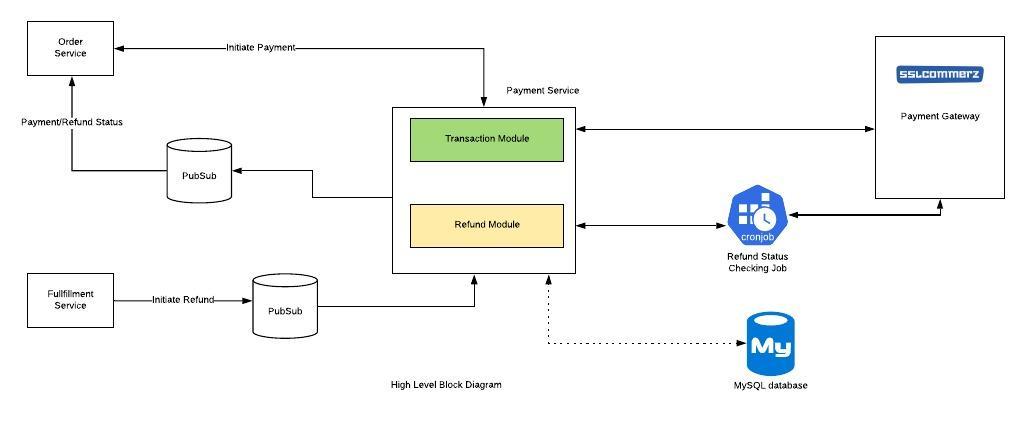 Order
Service
Initiate Payment
Payment Service
sslcommerz
Payment Gateway
Transaction Module
Payment/Refund Status
PubSub
Refund Module
cronjob
Refund Status
Checking Job
Fullfillment
Service
Initiate Refund
PubSub
My
MySQL database
High Level Block Diagram